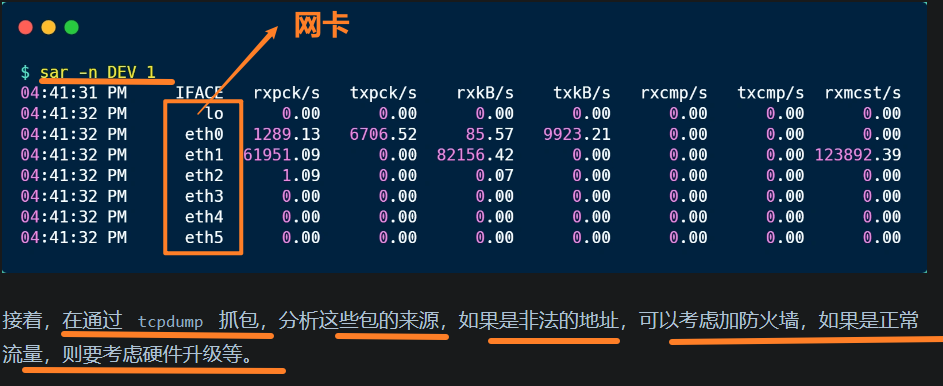 网卡
$ sar -n DEV 1
04:41:31 PM IFACE rxpck/s txpck/s rxkB/s txkB/s rxcmp/s txcmp/s rxmcst/s
04:41:32 PM lo 0.00 0.00 0.00 0.00 0.00 0.00 0.00
04:41:32 PM eth0 1289.13 6706.52 85.57 9923.21 0.00 0.00 0.00
04:41:32 PM eth1 61951.09 0.00 82156.42 0.00 0.00 0.00 123892.39
04:41:32 PM eth2 1.09 0.00 0.07 0.00 0.00 0.00 0.00
04:41:32 PM eth3 0.00 0.00 0.00 0.00 0.00 0.00 0.00
04:41:32 PM eth4 0.00 0.00 0.00 0.00 0.00 0.00 0.00
04:41:32 PM eth5 0.00 0.00 0.00 0.00 0.00 0.00 0.00
接着，在通过 tcpdump 抓包，分析这些包的来源，如果是非法的地址，可以考虑加防火墙，如果是正常
流量，则要考虑硬件升级等。